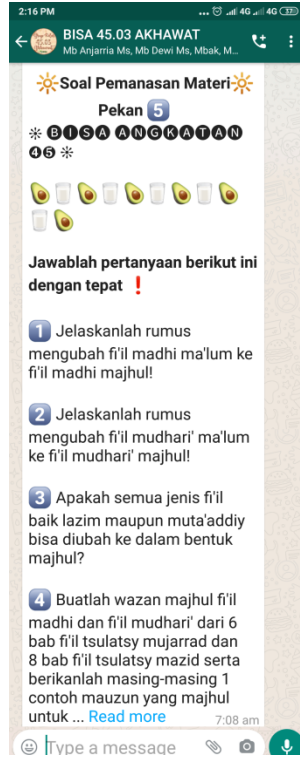 2:16 PM ... 4G 4G 37
BISA 45.03 AKHAWAT
Mb Anjarria Ms, Mb Dewi Ms, Mbak, M...
🔆Soal Pemanasan Materi🔆
Pekan 5️⃣
☼ 🅑🅘🅢🅐 🅐🅝🅖🅚🅐🅣🅐🅝
❹❺ ☼
🥑🥛🥑🥛🥑🥛🥑🥛🥑
🥛🥑
Jawablah pertanyaan berikut ini
dengan tepat ❗
1️⃣ Jelaskanlah rumus
mengubah fi'il madhi ma'lum ke
fi'il madhi majhul!
2️⃣ Jelaskanlah rumus
mengubah fi'il mudhari' ma'lum
ke fi'il mudhari' majhul!
3️⃣ Apakah semua jenis fi'il
baik lazim maupun muta'addiy
bisa diubah ke dalam bentuk
majhul?
4️⃣ Buatlah wazan majhul fi'il
madhi dan fi'il mudhari' dari 6
bab fi'il tsulatsy mujarrad dan
8 bab fi'il tsulatsy mazid serta
berikanlah masing-masing 1
contoh mauzun yang majhul
untuk ... Read more
7:08 am
Type a message